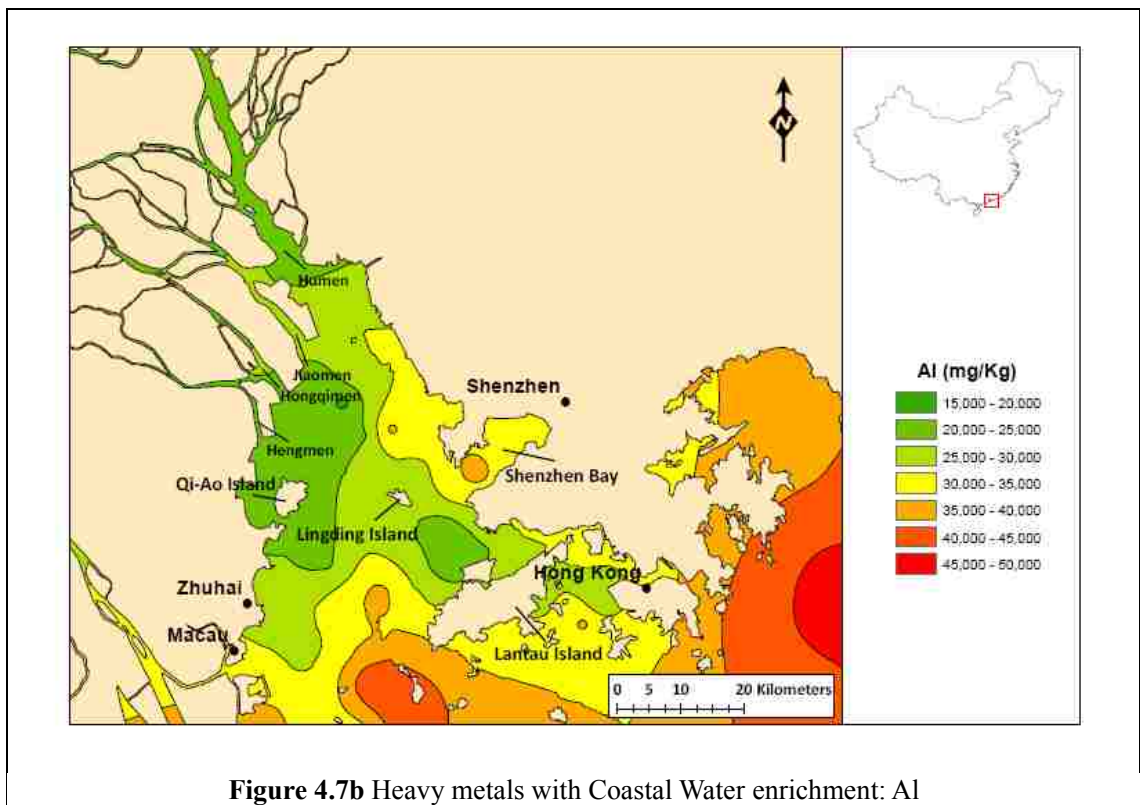 N
Humen
Jiaomen
Hongqimen
Hengmen
Qi-Ao Island
Lingding Island
Shenzhen
Shenzhen Bay
Zhuhai
Macau
Hong Kong
Lantau Island
0 5 10 20 Kilometers
Al (mg/Kg)
15,000 - 20,000
20,000 - 25,000
25,000 - 30,000
30,000 - 35,000
35,000 - 40,000
40,000 - 45,000
45,000 - 50,000
Figure 4.7b Heavy metals with Coastal Water enrichment: Al